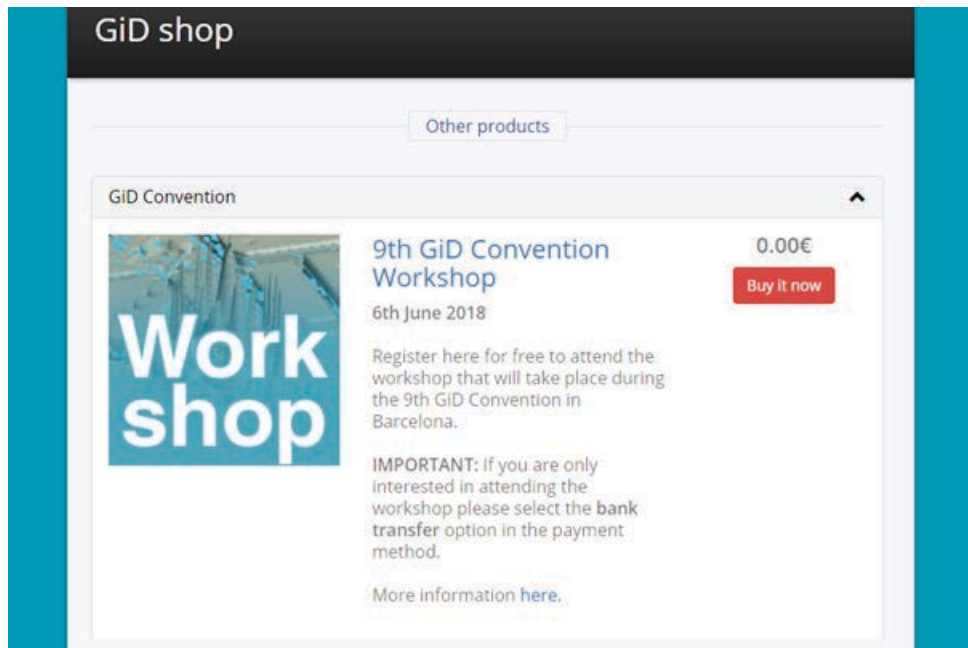 GiD shop
Other products
GiD Convention
Work
shop
9th GiD Convention
Workshop
6th June 2018
Register here for free to attend the
workshop that will take place during
the 9th GiD Convention in
Barcelona.
IMPORTANT: If you are only
interested in attending the
workshop please select the bank
transfer option in the payment
method.
More information here.
0.00€
Buy it now